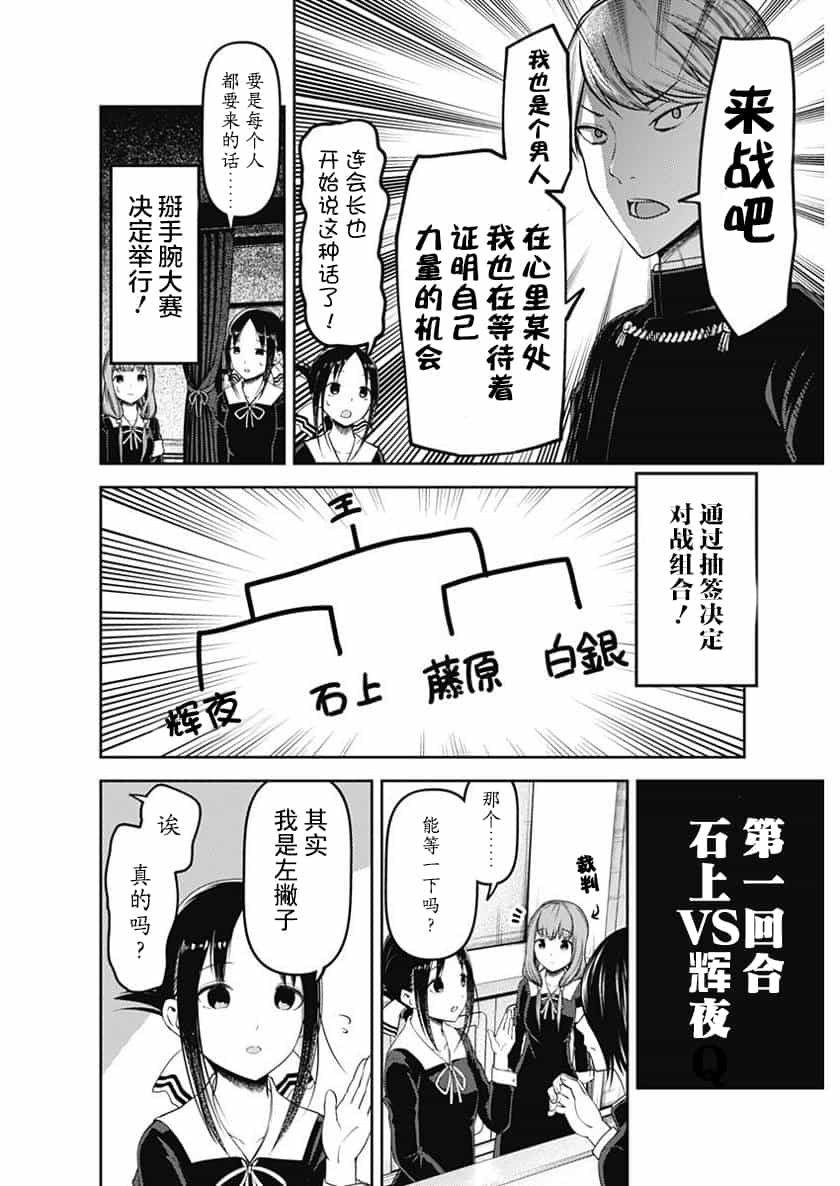 来战吧
我也是个男人
在心里某处
我也在等待着
证明自己
力量的机会
连会长也
开始说这种话了！
要是每个人
都要来的话……
掰手腕大赛
决定举行！
通过抽签决定
对战组合！
王
辉夜
石上
藤原
白銀
第一回合
石上VS辉夜
Q
那个……
能等一下吗？
裁判
其实
我是左撇子
诶
真的吗？